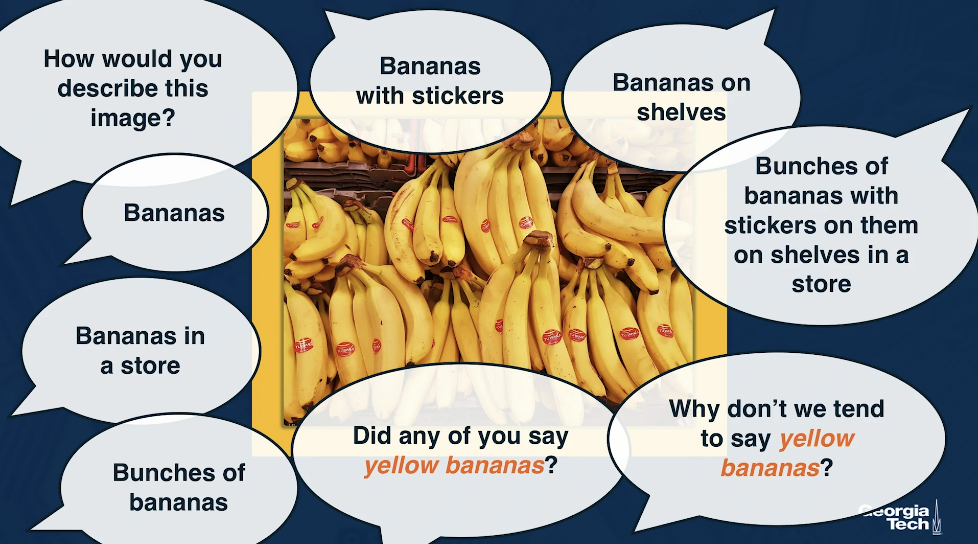 How would you
describe this
image?
Bananas
with stickers
Bananas on
shelves
Bunches of
bananas with
stickers on them
on shelves in a
store
Bananas
Bananas in
a store
Bunches of
bananas
Did any of you say
yellow bananas?
Why don’t we tend
to say yellow
bananas?
Georgia
Tech